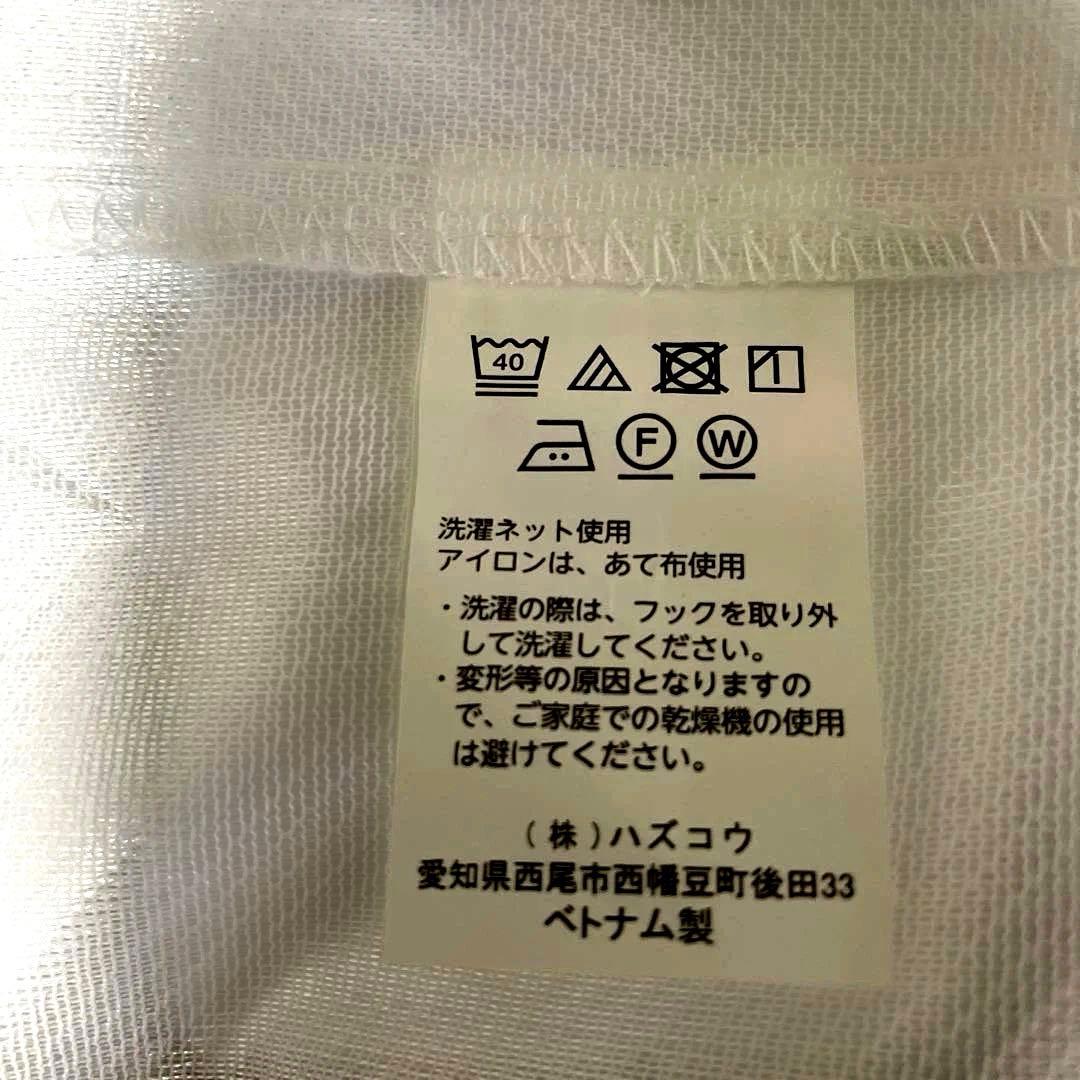 40
F W
洗濯ネット使用
アイロンは、あて布使用
・洗濯の際は、フックを取り外
して洗濯してください。
・変形等の原因となりますの
で、ご家庭での乾燥機の使用
は避けてください。
(株)ハズコウ
愛知県西尾市西幡豆町後田33
ベトナム製